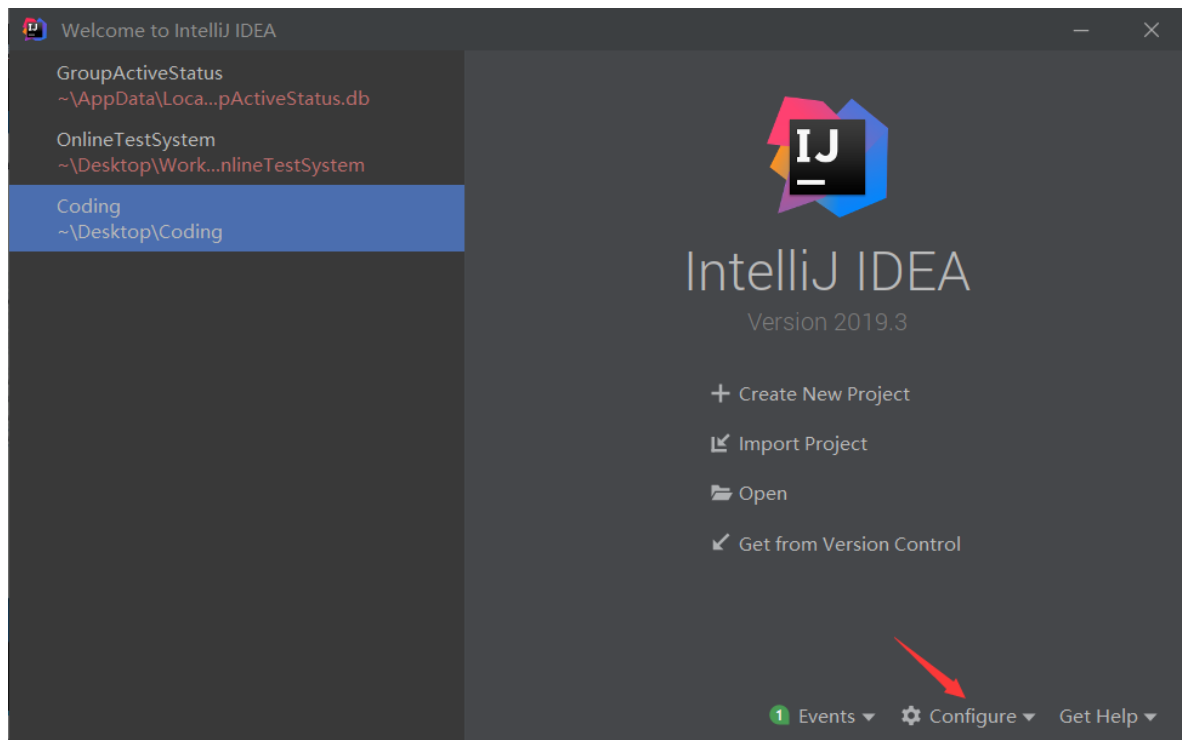 Welcome to IntelliJ IDEA
GroupActiveStatus
~\AppData\Loca...pActiveStatus.db
OnlineTestSystem
~\Desktop\Work...nlineTestSystem
Coding
~\Desktop\Coding
IJ
IntelliJ IDEA
Version 2019.3
Create New Project
Import Project
Open
Get from Version Control
1 Events Configure Get Help